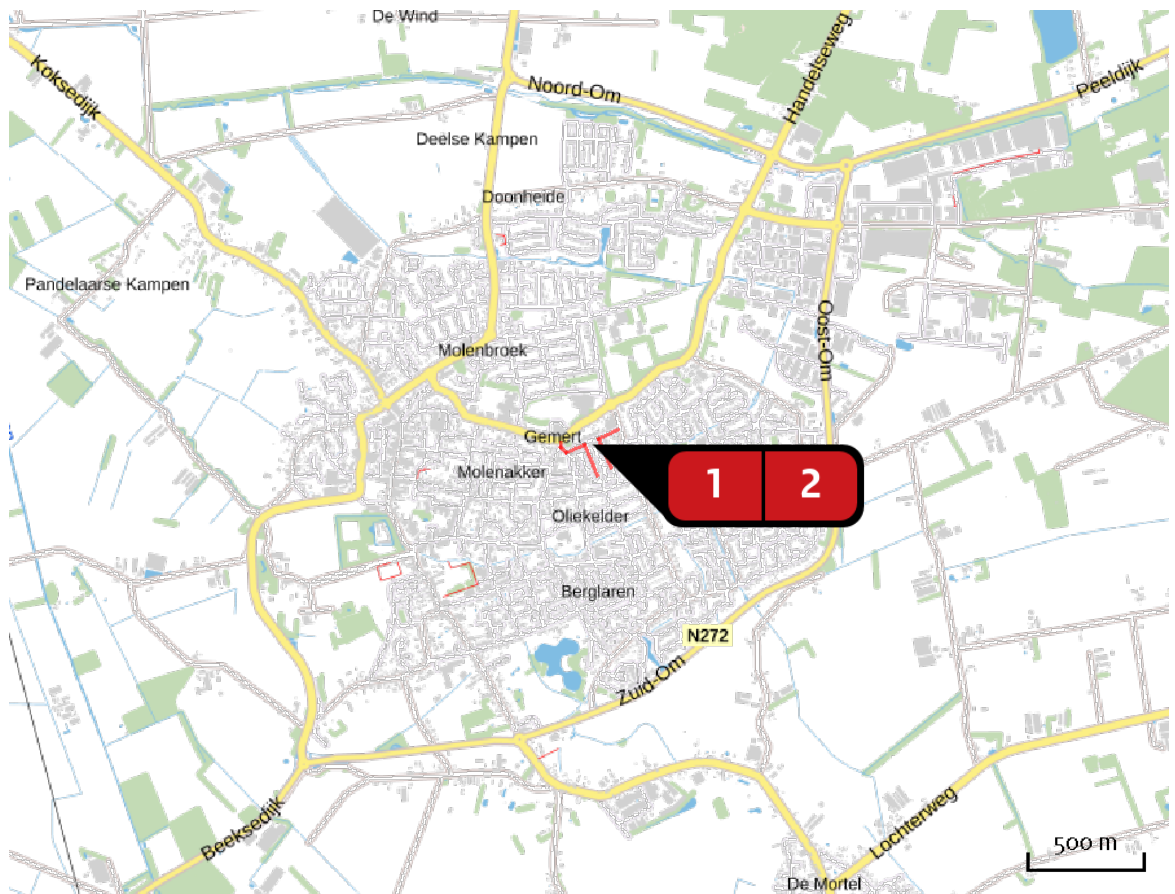 De Wind
Koksedijk
Noord-Om
Handelseweg
Peeldijk
Deelse Kampen
Doonheide
Pandelaarse Kampen
Oost-Om
Molenbroek
Gemert
Molenakker
1
2
Oliekelder
Berglaren
N272
Zuid-Om
Beeksedijk
Lochterweg
500 m
De Mortel